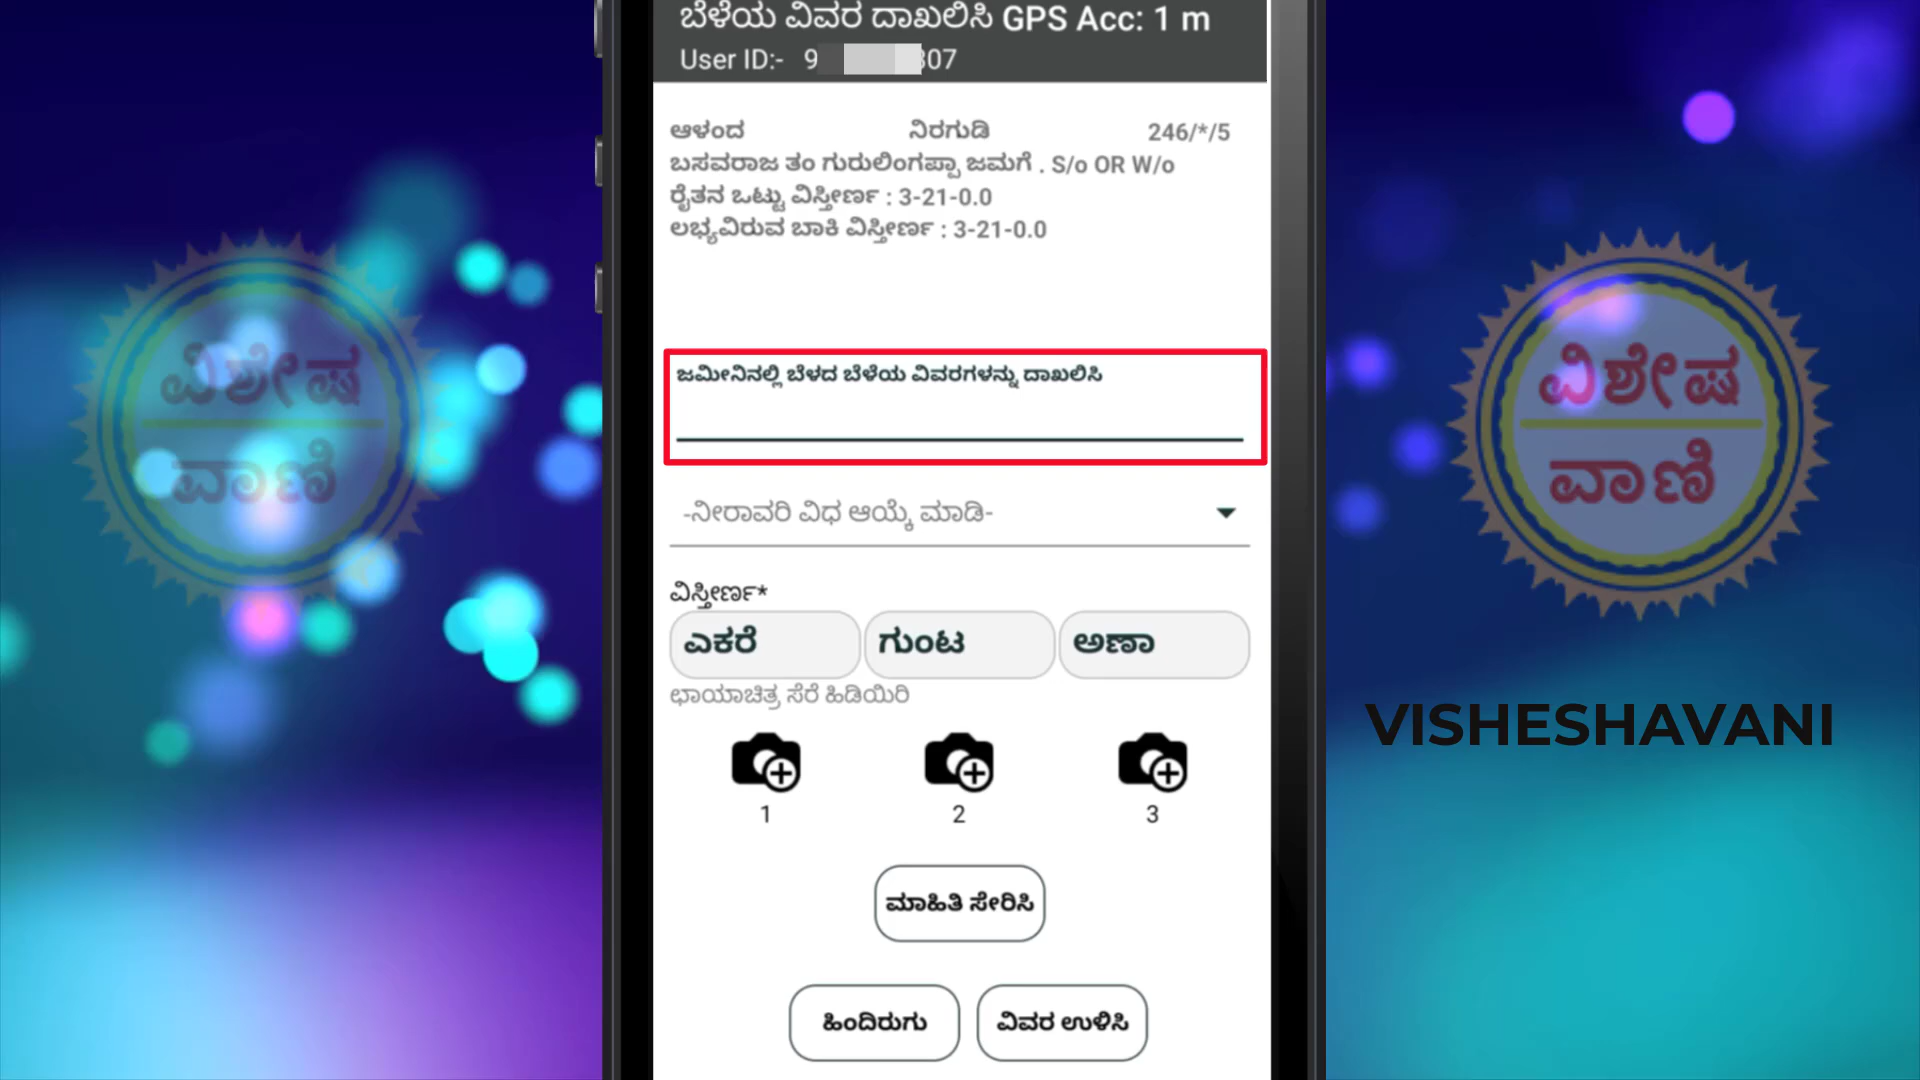 ಬೆಳೆಯ ವಿವರ ದಾಖಲಿಸಿ GPS Acc: 1 m
User ID:- 9 307
ಆಳಂದ ನಿರಗುಡಿ 246/*/5
ಬಸವರಾಜ ತಂ ಗುರುಲಿಂಗಪ್ಪಾ ಜಮಗೆ . S/o OR W/o
ರೈತನ ಒಟ್ಟು ವಿಸ್ತೀರ್ಣ : 3-21-0.0
ಲಭ್ಯವಿರುವ ಬಾಕಿ ವಿಸ್ತೀರ್ಣ : 3-21-0.0
ಜಮೀನಿನಲ್ಲಿ ಬೆಳದ ಬೆಳೆಯ ವಿವರಗಳನ್ನು ದಾಖಲಿಸಿ
-ನೀರಾವರಿ ವಿಧ ಆಯ್ಕೆ ಮಾಡಿ-
ವಿಸ್ತೀರ್ಣ*
ಎಕರೆ ಗುಂಟ ಅಣಾ
ಛಾಯಾಚಿತ್ರ ಸೆರೆ ಹಿಡಿಯಿರಿ
1 2 3
ಮಾಹಿತಿ ಸೇರಿಸಿ
ಹಿಂದಿರುಗು ವಿವರ ಉಳಿಸಿ
ವಿಶೇಷ
ವಾಣಿ
ವಿಶೇಷ
ವಾಣಿ
VISHESHAVANI